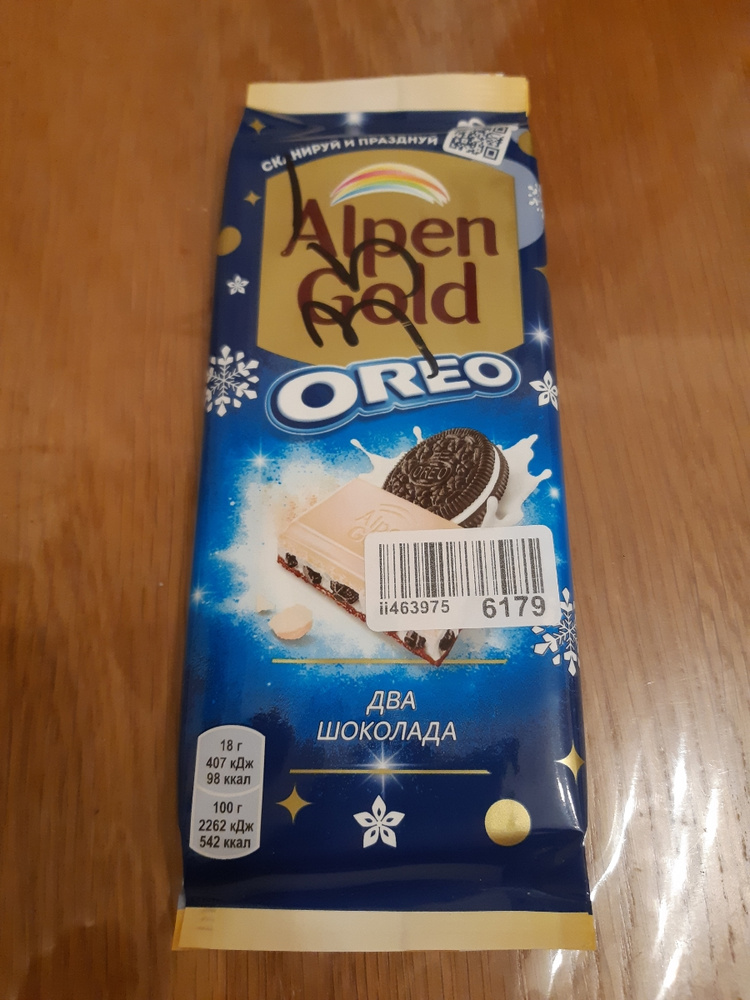 СКАНИРУЙ И ПРАЗДНУЙ
Alpen
Gold
OREO
OREO
ii463975 6179
ДВА
ШОКОЛАДА
18 г
407 кДж
98 ккал
100 г
2262 кДж
542 ккал